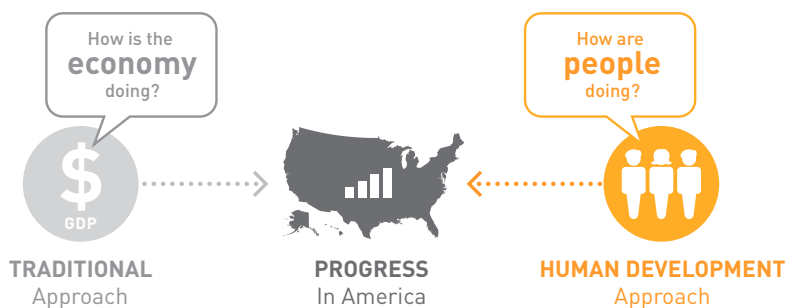 How is the
economy
doing?
$
GDP
TRADITIONAL
Approach
PROGRESS
In America
How are
people
doing?
HUMAN DEVELOPMENT
Approach